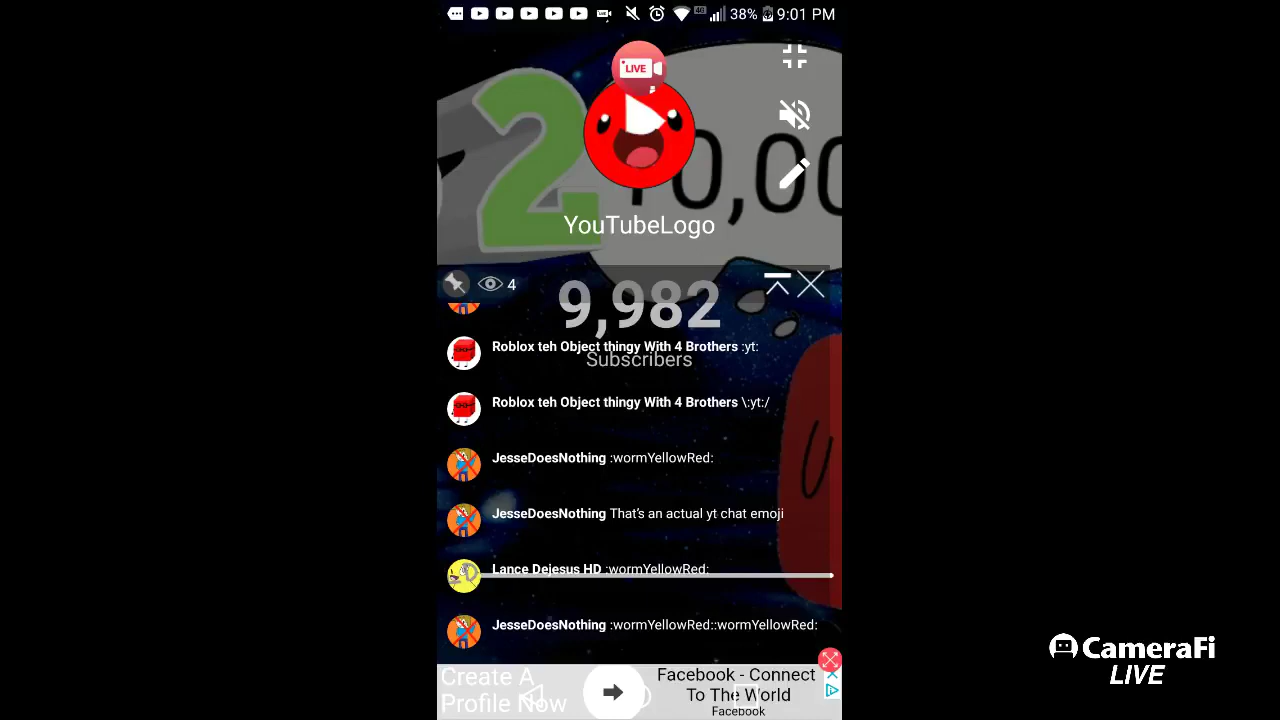 4G 38% 9:01 PM
LIVE
2
10,00
YouTubeLogo
4
9,982
Subscribers
Roblox teh Object thingy With 4 Brothers :yt:
Roblox teh Object thingy With 4 Brothers \:yt:/
JesseDoesNothing :wormYellowRed:
JesseDoesNothing That's an actual yt chat emoji
Lance Dejesus HD :wormYellowRed:
JesseDoesNothing :wormYellowRed::wormYellowRed:
Create A
Profile Now
Facebook - Connect
To The World
Facebook
CameraFi
LIVE